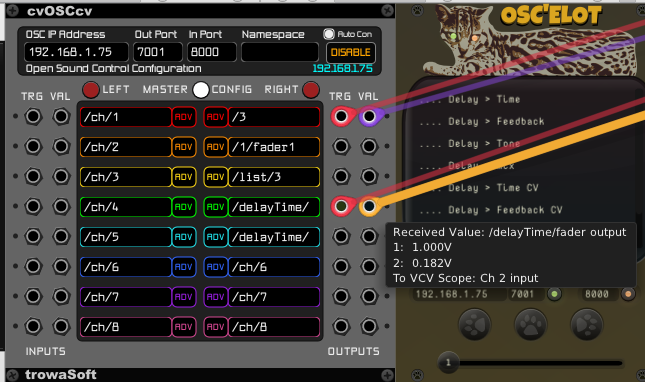 cvOSCcv
OSC IP Address Out Port In Port Namespace Auto Con
192.168.1.75 7001 8000 DISABLE
Open Sound Control Configuration 192.168.1.75
TRG VAL LEFT MASTER CONFIG RIGHT TRG VAL
/ch/1 ADV ADV /3
/ch/2 ADV ADV /1/fader1
/ch/3 ADV ADV /list/3
/ch/4 ADV ADV /delayTime/
/ch/5 ADV ADV /delayTime/
/ch/6 ADV ADV /ch/6
/ch/7 ADV ADV /ch/7
/ch/8 ADV ADV /ch/8
INPUTS OUTPUTS
trowaSoft
OSC'ELOT
.... Delay > Time
.... Delay > Feedback
.... Delay > Tone
.... Delay >
.... Delay > Time CV
.... Delay > Feedback CV
Received Value: /delayTime/fader output
1: 1.000V
2: 0.182V
To VCV Scope: Ch 2 input
192.168.1.75 7001 8000
1